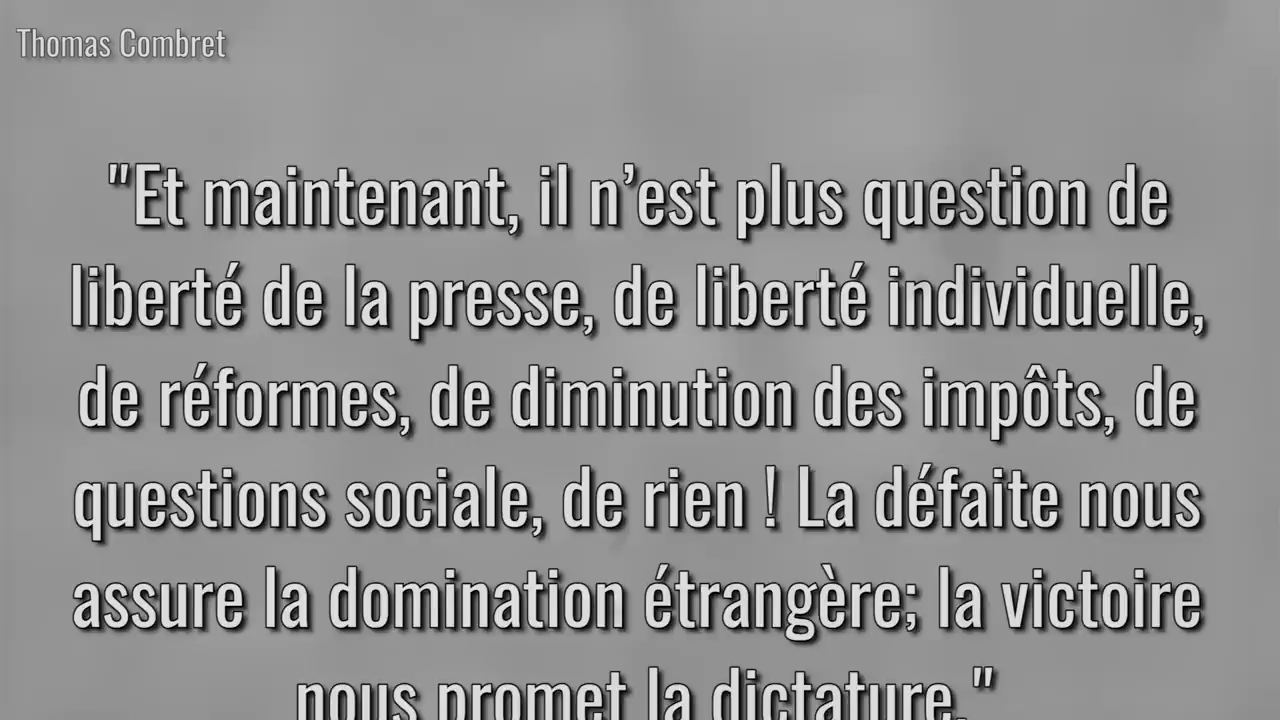 Thomas Combret
"Et maintenant, il n’est plus question de
liberté de la presse, de liberté individuelle,
de réformes, de diminution des impôts, de
questions sociale, de rien ! La défaite nous
assure la domination étrangère; la victoire
nous promet la dictature."